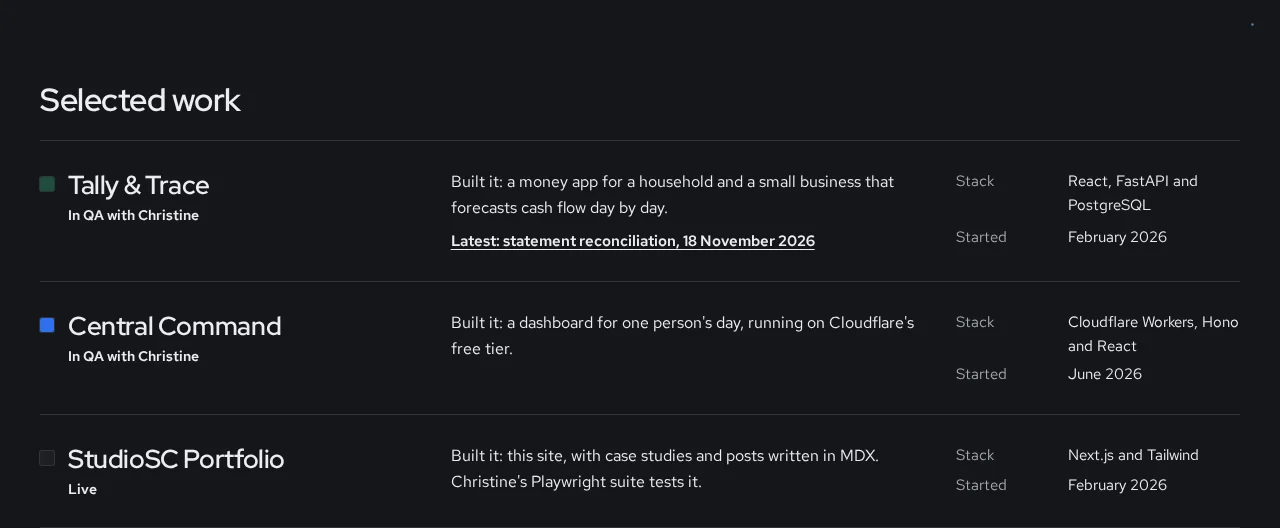 Selected work
Tally & Trace
In QA with Christine
Built it: a money app for a household and a small business that
forecasts cash flow day by day.
Latest: statement reconciliation, 18 November 2026
Stack
React, FastAPI and
PostgreSQL
Started
February 2026
Central Command
In QA with Christine
Built it: a dashboard for one person's day, running on Cloudflare's
free tier.
Stack
Cloudflare Workers, Hono
and React
Started
June 2026
StudioSC Portfolio
Live
Built it: this site, with case studies and posts written in MDX.
Christine's Playwright suite tests it.
Stack
Next.js and Tailwind
Started
February 2026